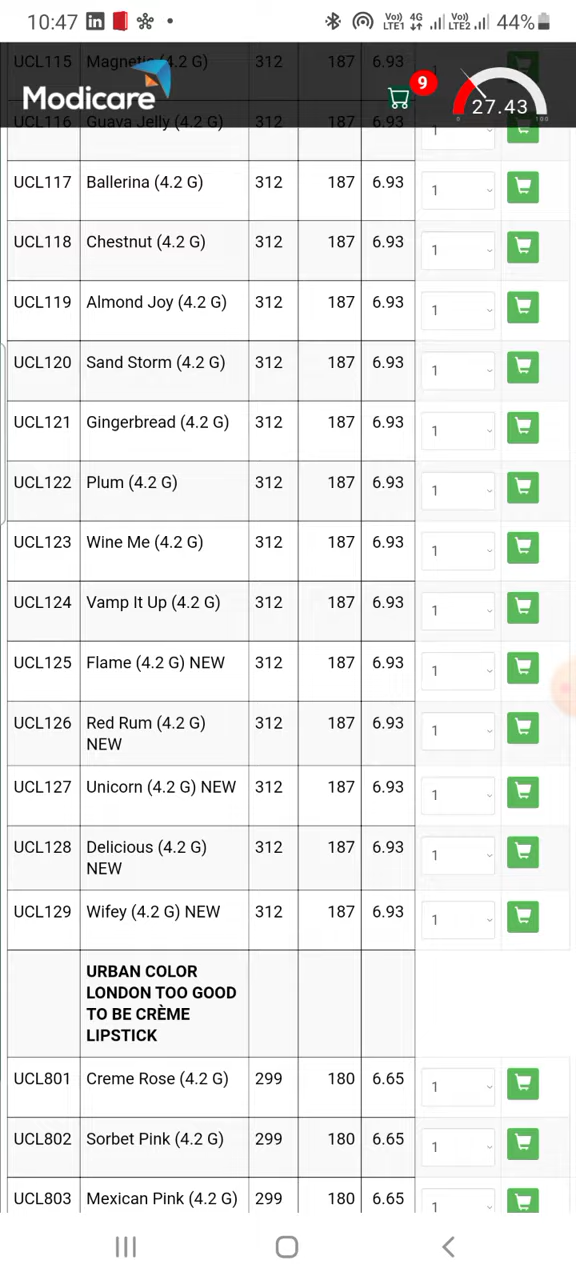 10:47 Vo)) LTE1 4G Vo)) LTE2 44%
UCL115 Magnetic (4.2 G) 312 187 6.93
Modicare 9 27.43
0 100
UCL116 Guava Jelly (4.2 G) 312 187 6.93 1
UCL117 Ballerina (4.2 G) 312 187 6.93 1
UCL118 Chestnut (4.2 G) 312 187 6.93 1
UCL119 Almond Joy (4.2 G) 312 187 6.93 1
UCL120 Sand Storm (4.2 G) 312 187 6.93 1
UCL121 Gingerbread (4.2 G) 312 187 6.93 1
UCL122 Plum (4.2 G) 312 187 6.93 1
UCL123 Wine Me (4.2 G) 312 187 6.93 1
UCL124 Vamp It Up (4.2 G) 312 187 6.93 1
UCL125 Flame (4.2 G) NEW 312 187 6.93 1
UCL126 Red Rum (4.2 G) 312 187 6.93 1
NEW
UCL127 Unicorn (4.2 G) NEW 312 187 6.93 1
UCL128 Delicious (4.2 G) 312 187 6.93 1
NEW
UCL129 Wifey (4.2 G) NEW 312 187 6.93 1
URBAN COLOR
LONDON TOO GOOD
TO BE CRÈME
LIPSTICK
UCL801 Creme Rose (4.2 G) 299 180 6.65 1
UCL802 Sorbet Pink (4.2 G) 299 180 6.65 1
UCL803 Mexican Pink (4.2 G) 299 180 6.65 1